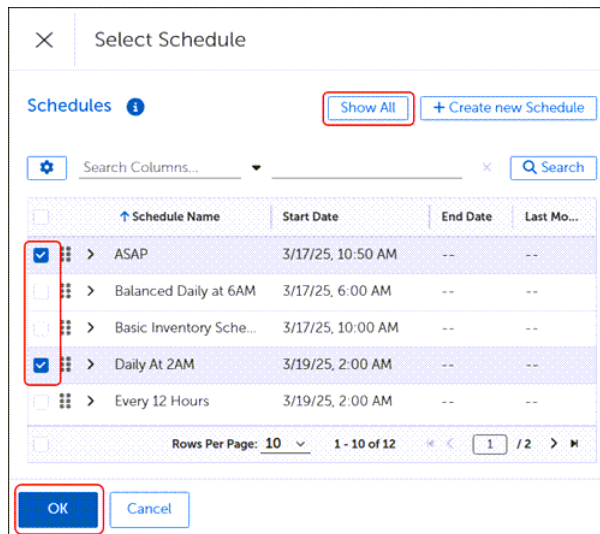 Select Schedule
Schedules
Show All
+ Create new Schedule
Search Columns...
Search
Schedule Name Start Date End Date Last Mo...
ASAP 3/17/25, 10:50 AM -- --
Balanced Daily at 6AM 3/17/25, 6:00 AM -- --
Basic Inventory Sche... 3/17/25, 10:00 AM -- --
Daily At 2AM 3/19/25, 2:00 AM -- --
Every 12 Hours 3/19/25, 2:00 AM -- --
Rows Per Page: 10 1 - 10 of 12 1 / 2
OK Cancel